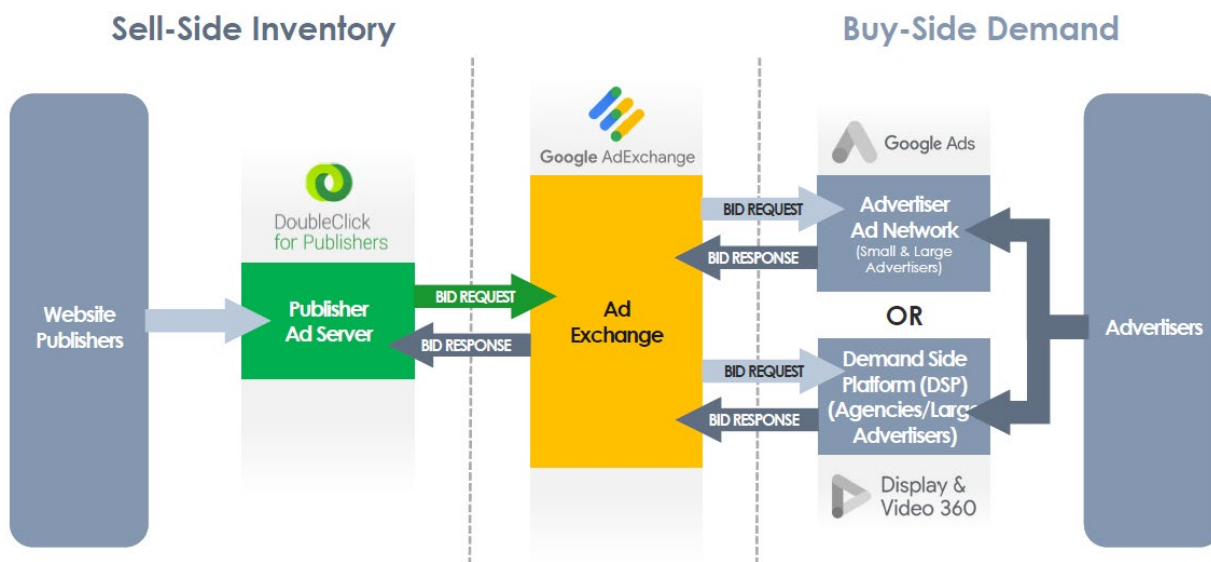 Sell-Side Inventory
Buy-Side Demand
Website
Publishers
DoubleClick
for Publishers
Publisher
Ad Server
BID REQUEST
BID RESPONSE
Google AdExchange
Ad
Exchange
BID REQUEST
BID RESPONSE
BID REQUEST
BID RESPONSE
Google Ads
Advertiser
Ad Network
(Small & Large
Advertisers)
OR
Demand Side
Platform (DSP)
(Agencies/Large
Advertisers)
Display &
Video 360
Advertisers